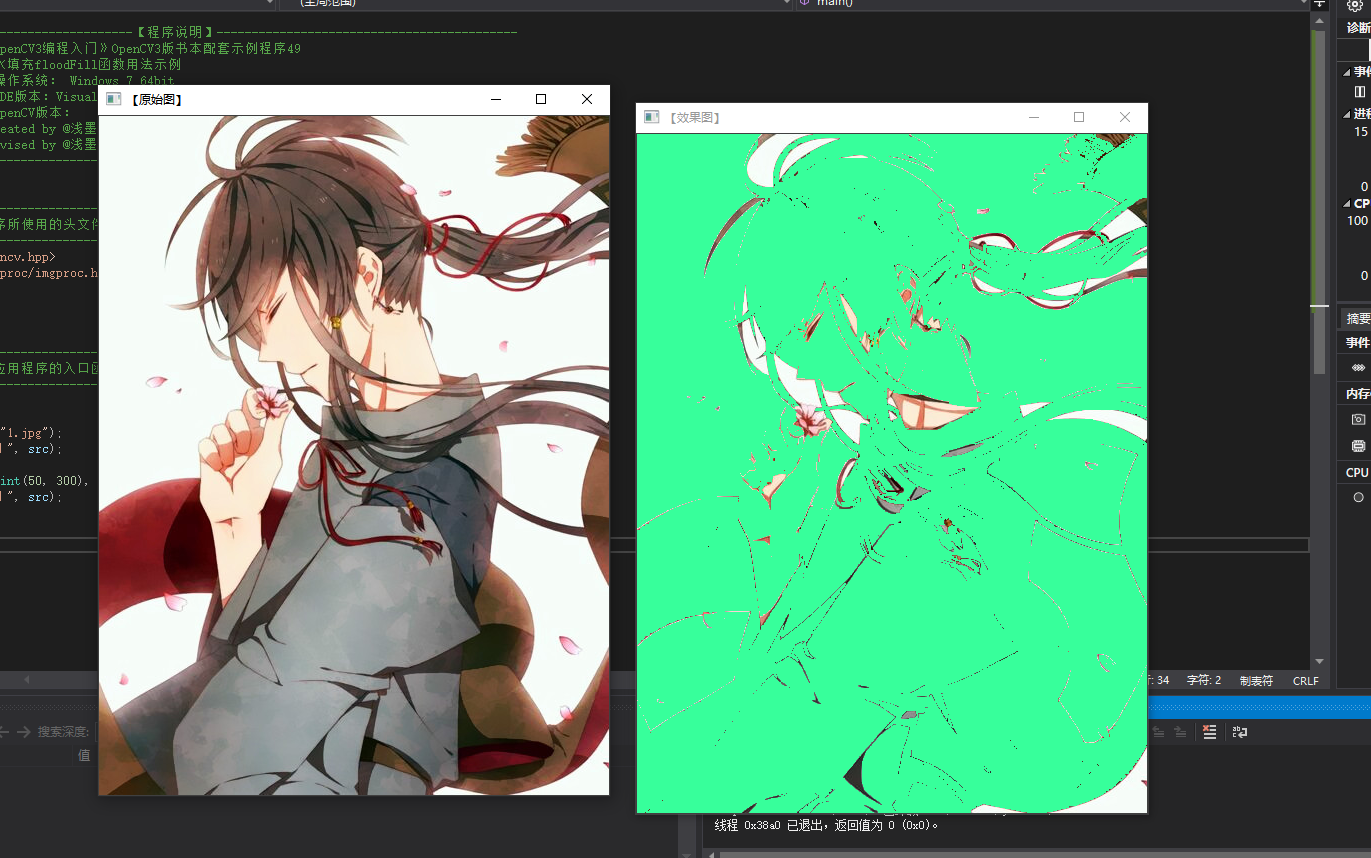 (全局范围)
main()
【程序说明】
penCV3编程入门》OpenCV3版书本配套示例程序49
填充floodFill函数用法示例
操作系统： Windows 7 64bit
DE版本：Visual
penCV版本：
eated by @浅墨
vised by @浅墨
【原始图】
【效果图】
序所使用的头文件
ncv.hpp>
proc/imgproc.h
应用程序的入口函
"1.jpg");
", src);
int(50, 300),
", src);
诊断
事件
进程
15
0
CP
100
0
摘要
事件
内存
CPU
: 34
字符: 2
制表符
CRLF
搜索深度:
值
线程 0x38a0 已退出，返回值为 0 (0x0)。